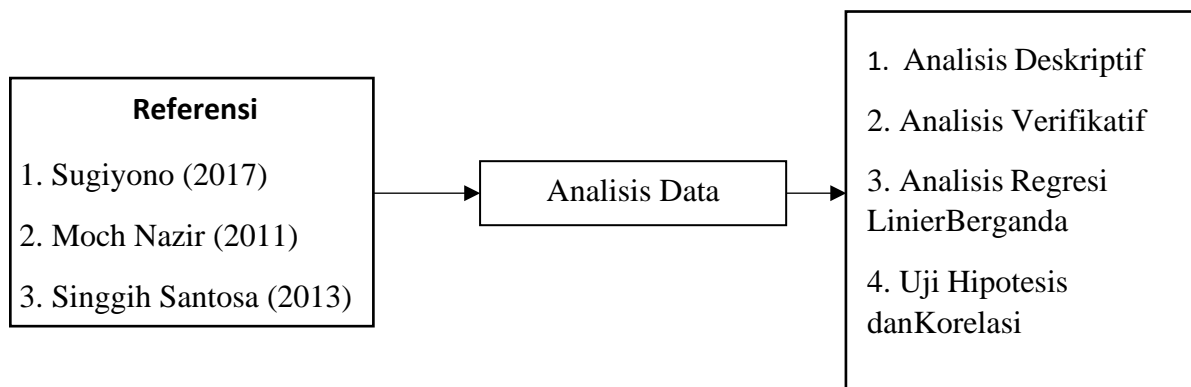 Referensi
1. Sugiyono (2017)
2. Moch Nazir (2011)
3. Singgih Santosa (2013)
Analisis Data
1. Analisis Deskriptif
2. Analisis Verifikatif
3. Analisis Regresi
LinierBerganda
4. Uji Hipotesis
danKorelasi